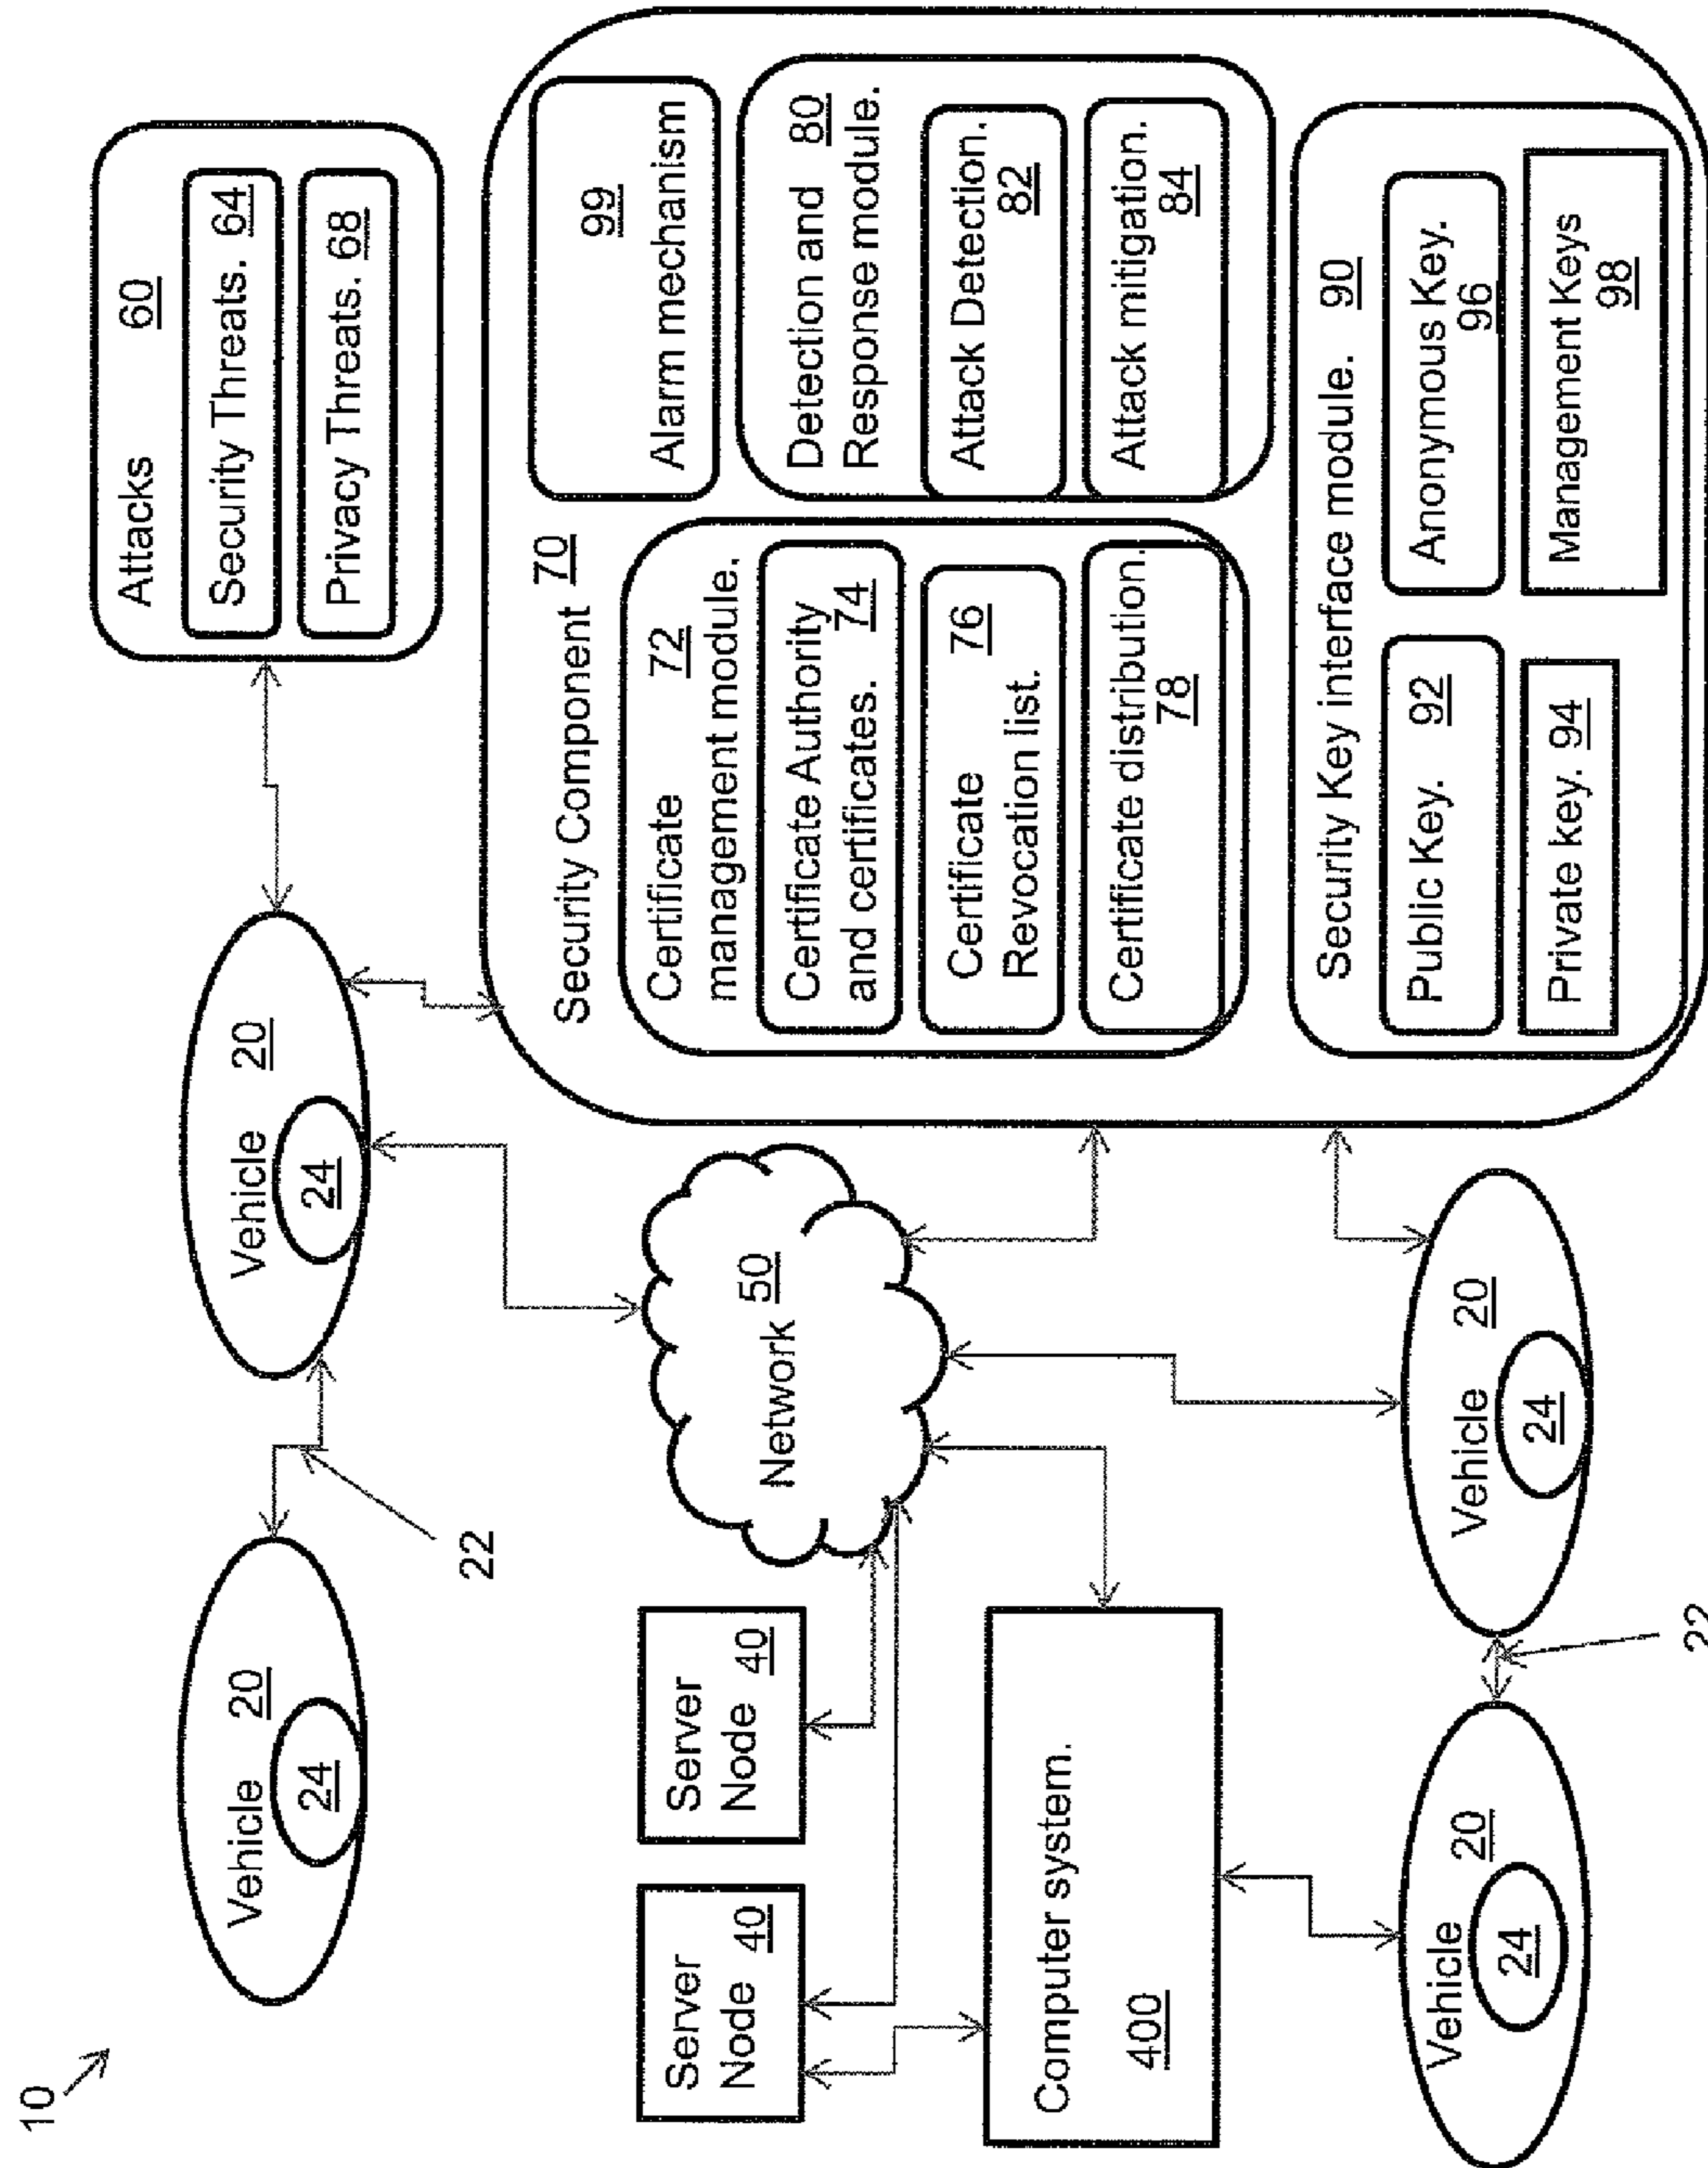 10
Vehicle 20
24
22
Vehicle 20
24
Attacks 60
Security Threats. 64
Privacy Threats. 68
Server
Node 40
Server
Node 40
Network 50
Computer system.
400
Vehicle 20
24
22
Vehicle 20
24
Security Component 70
Certificate 72
management module.
Certificate Authority
and certificates. 74
Certificate 76
Revocation list.
Certificate distribution.
78
99
Alarm mechanism
Detection and 80
Response module.
Attack Detection.
82
Attack mitigation.
84
Security Key interface module. 90
Public Key. 92
Anonymous Key.
96
Private key. 94
Management Keys
98